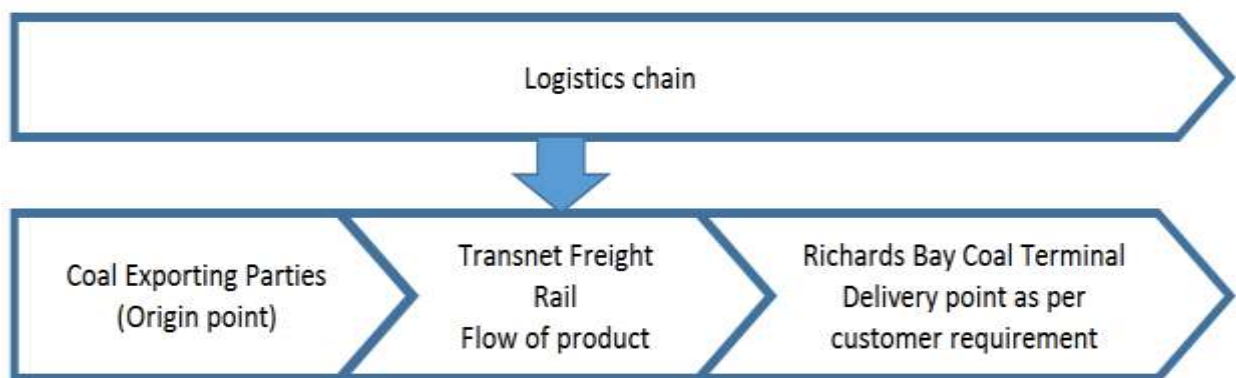 Logistics chain
Coal Exporting Parties
(Origin point)
Transnet Freight
Rail
Flow of product
Richards Bay Coal Terminal
Delivery point as per
customer requirement